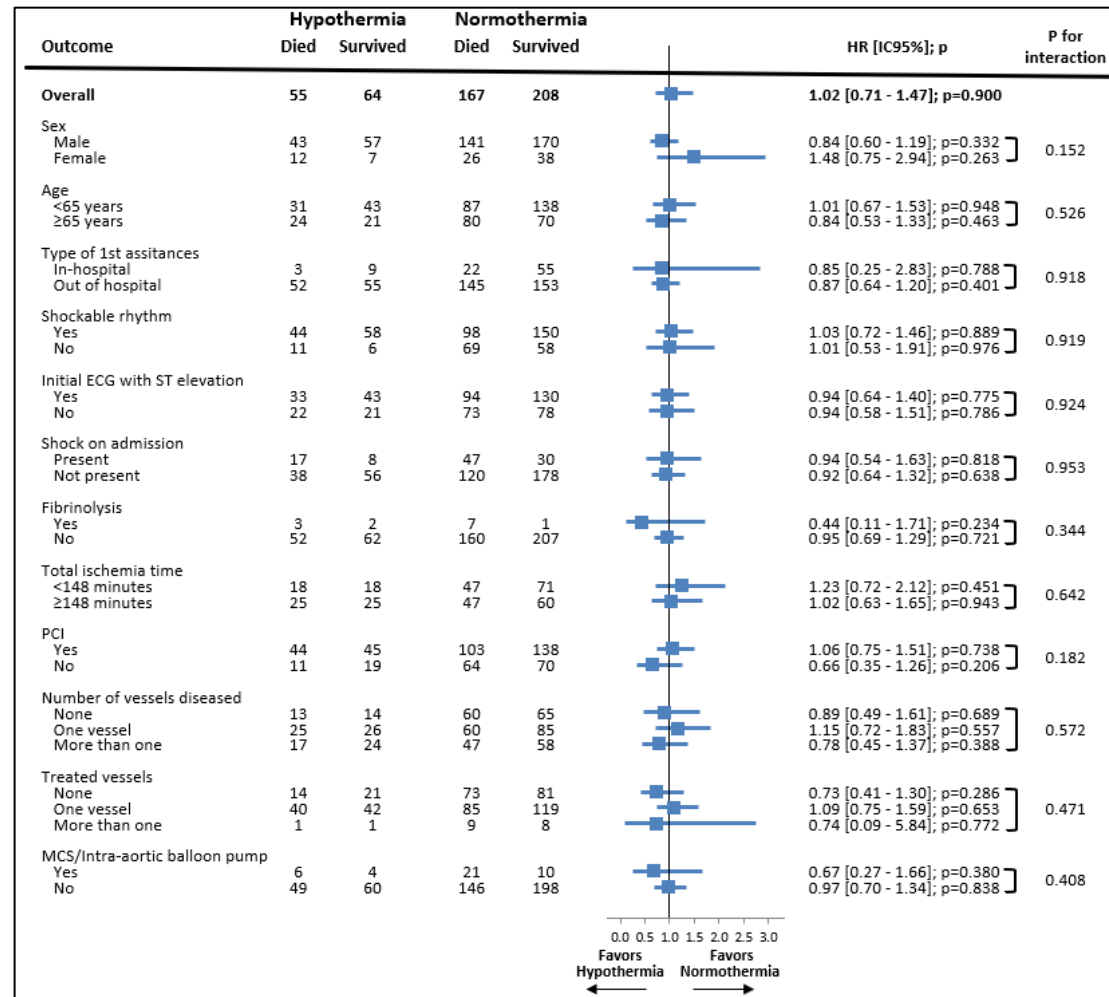 Hypothermia Normothermia
Outcome Died Survived Died Survived HR [IC95%]; p P for interaction
Overall 55 64 167 208 1.02 [0.71 - 1.47]; p=0.900
Sex
Male 43 57 141 170 0.84 [0.60 - 1.19]; p=0.332
Female 12 7 26 38 1.48 [0.75 - 2.94]; p=0.263
0.152
Age
<65 years 31 43 87 138 1.01 [0.67 - 1.53]; p=0.948
≥65 years 24 21 80 70 0.84 [0.53 - 1.33]; p=0.463
0.526
Type of 1st assitances
In-hospital 3 9 22 55 0.85 [0.25 - 2.83]; p=0.788
Out of hospital 52 55 145 153 0.87 [0.64 - 1.20]; p=0.401
0.918
Shockable rhythm
Yes 44 58 98 150 1.03 [0.72 - 1.46]; p=0.889
No 11 6 69 58 1.01 [0.53 - 1.91]; p=0.976
0.919
Initial ECG with ST elevation
Yes 33 43 94 130 0.94 [0.64 - 1.40]; p=0.775
No 22 21 73 78 0.94 [0.58 - 1.51]; p=0.786
0.924
Shock on admission
Present 17 8 47 30 0.94 [0.54 - 1.63]; p=0.818
Not present 38 56 120 178 0.92 [0.64 - 1.32]; p=0.638
0.953
Fibrinolysis
Yes 3 2 7 1 0.44 [0.11 - 1.71]; p=0.234
No 52 62 160 207 0.95 [0.69 - 1.29]; p=0.721
0.344
Total ischemia time
<148 minutes 18 18 47 71 1.23 [0.72 - 2.12]; p=0.451
≥148 minutes 25 25 47 60 1.02 [0.63 - 1.65]; p=0.943
0.642
PCI
Yes 44 45 103 138 1.06 [0.75 - 1.51]; p=0.738
No 11 19 64 70 0.66 [0.35 - 1.26]; p=0.206
0.182
Number of vessels diseased
None 13 14 60 65 0.89 [0.49 - 1.61]; p=0.689
One vessel 25 26 60 85 1.15 [0.72 - 1.83]; p=0.557
More than one 17 24 47 58 0.78 [0.45 - 1.37]; p=0.388
0.572
Treated vessels
None 14 21 73 81 0.73 [0.41 - 1.30]; p=0.286
One vessel 40 42 85 119 1.09 [0.75 - 1.59]; p=0.653
More than one 1 1 9 8 0.74 [0.09 - 5.84]; p=0.772
0.471
MCS/Intra-aortic balloon pump
Yes 6 4 21 10 0.67 [0.27 - 1.66]; p=0.380
No 49 60 146 198 0.97 [0.70 - 1.34]; p=0.838
0.408
0.0 0.5 1.0 1.5 2.0 2.5 3.0
Favors Favors
Hypothermia Normothermia